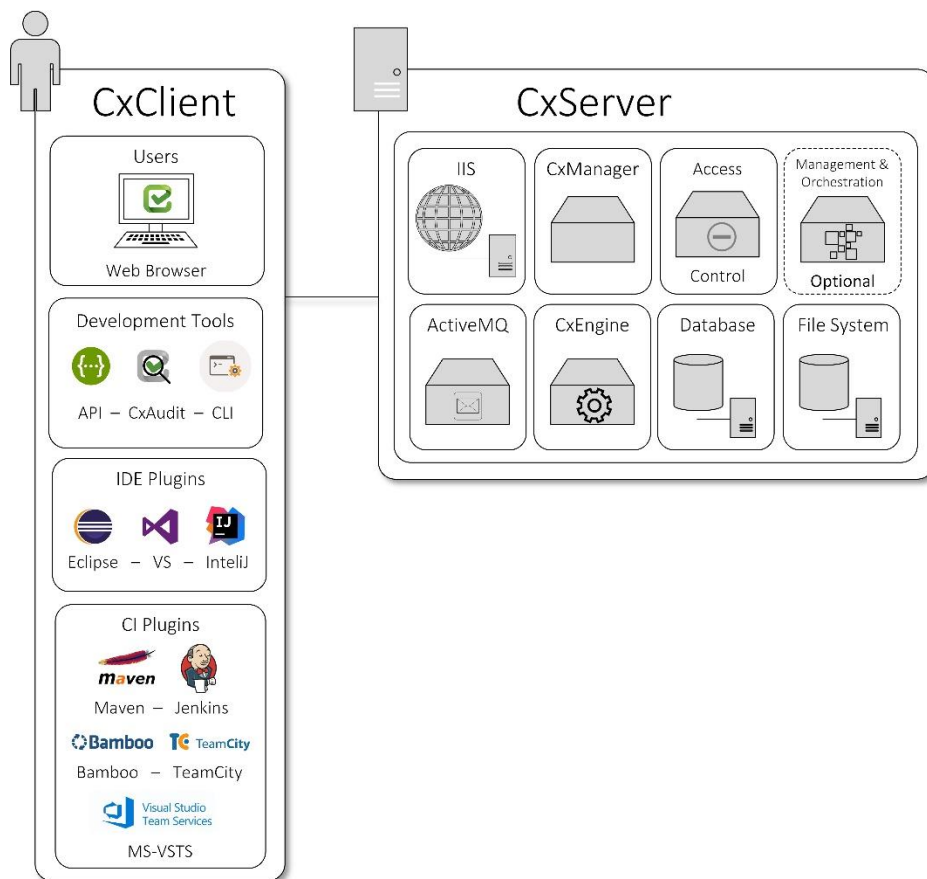 CxClient
Users
Web Browser
Development Tools
API – CxAudit – CLI
IDE Plugins
IJ
Eclipse – VS – InteliJ
CI Plugins
maven
Maven – Jenkins
Bamboo
TC TeamCity
Bamboo – TeamCity
Visual Studio
Team Services
MS-VSTS
CxServer
IIS
CxManager
Access
Control
Management &
Orchestration
Optional
ActiveMQ
CxEngine
Database
File System